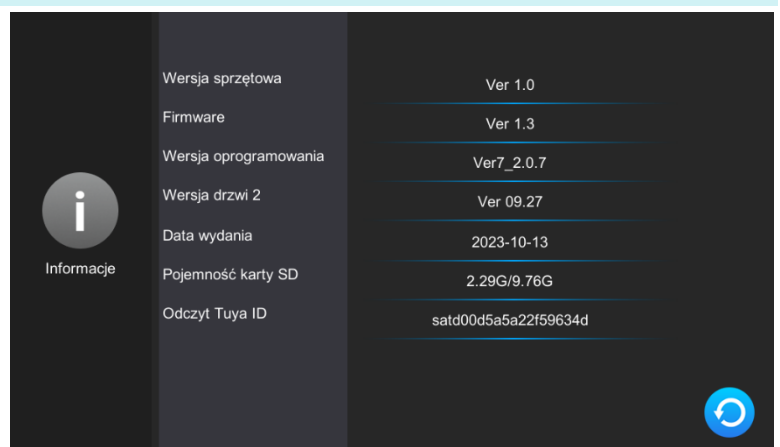 Wersja sprzętowa Ver 1.0
Firmware Ver 1.3
Wersja oprogramowania Ver7_2.0.7
Wersja drzwi 2 Ver 09.27
Data wydania 2023-10-13
Informacje
Pojemność karty SD 2.29G/9.76G
Odczyt Tuya ID satd00d5a5a22f59634d